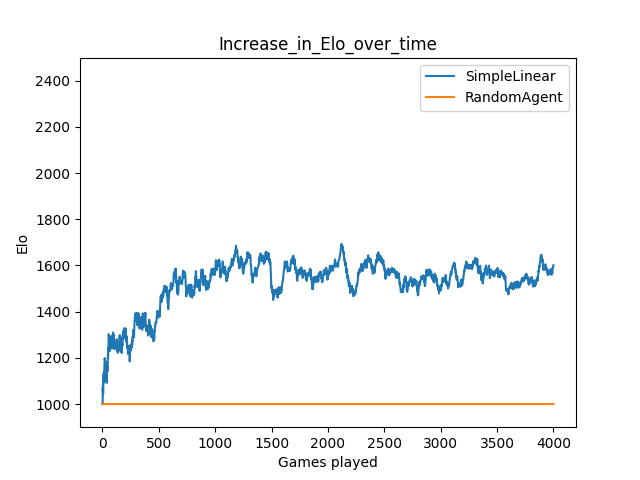 Increase_in_Elo_over_time
SimpleLinear
RandomAgent
2400
2200
2000
1800
1600
1400
1200
1000
Elo
0 500 1000 1500 2000 2500 3000 3500 4000
Games played